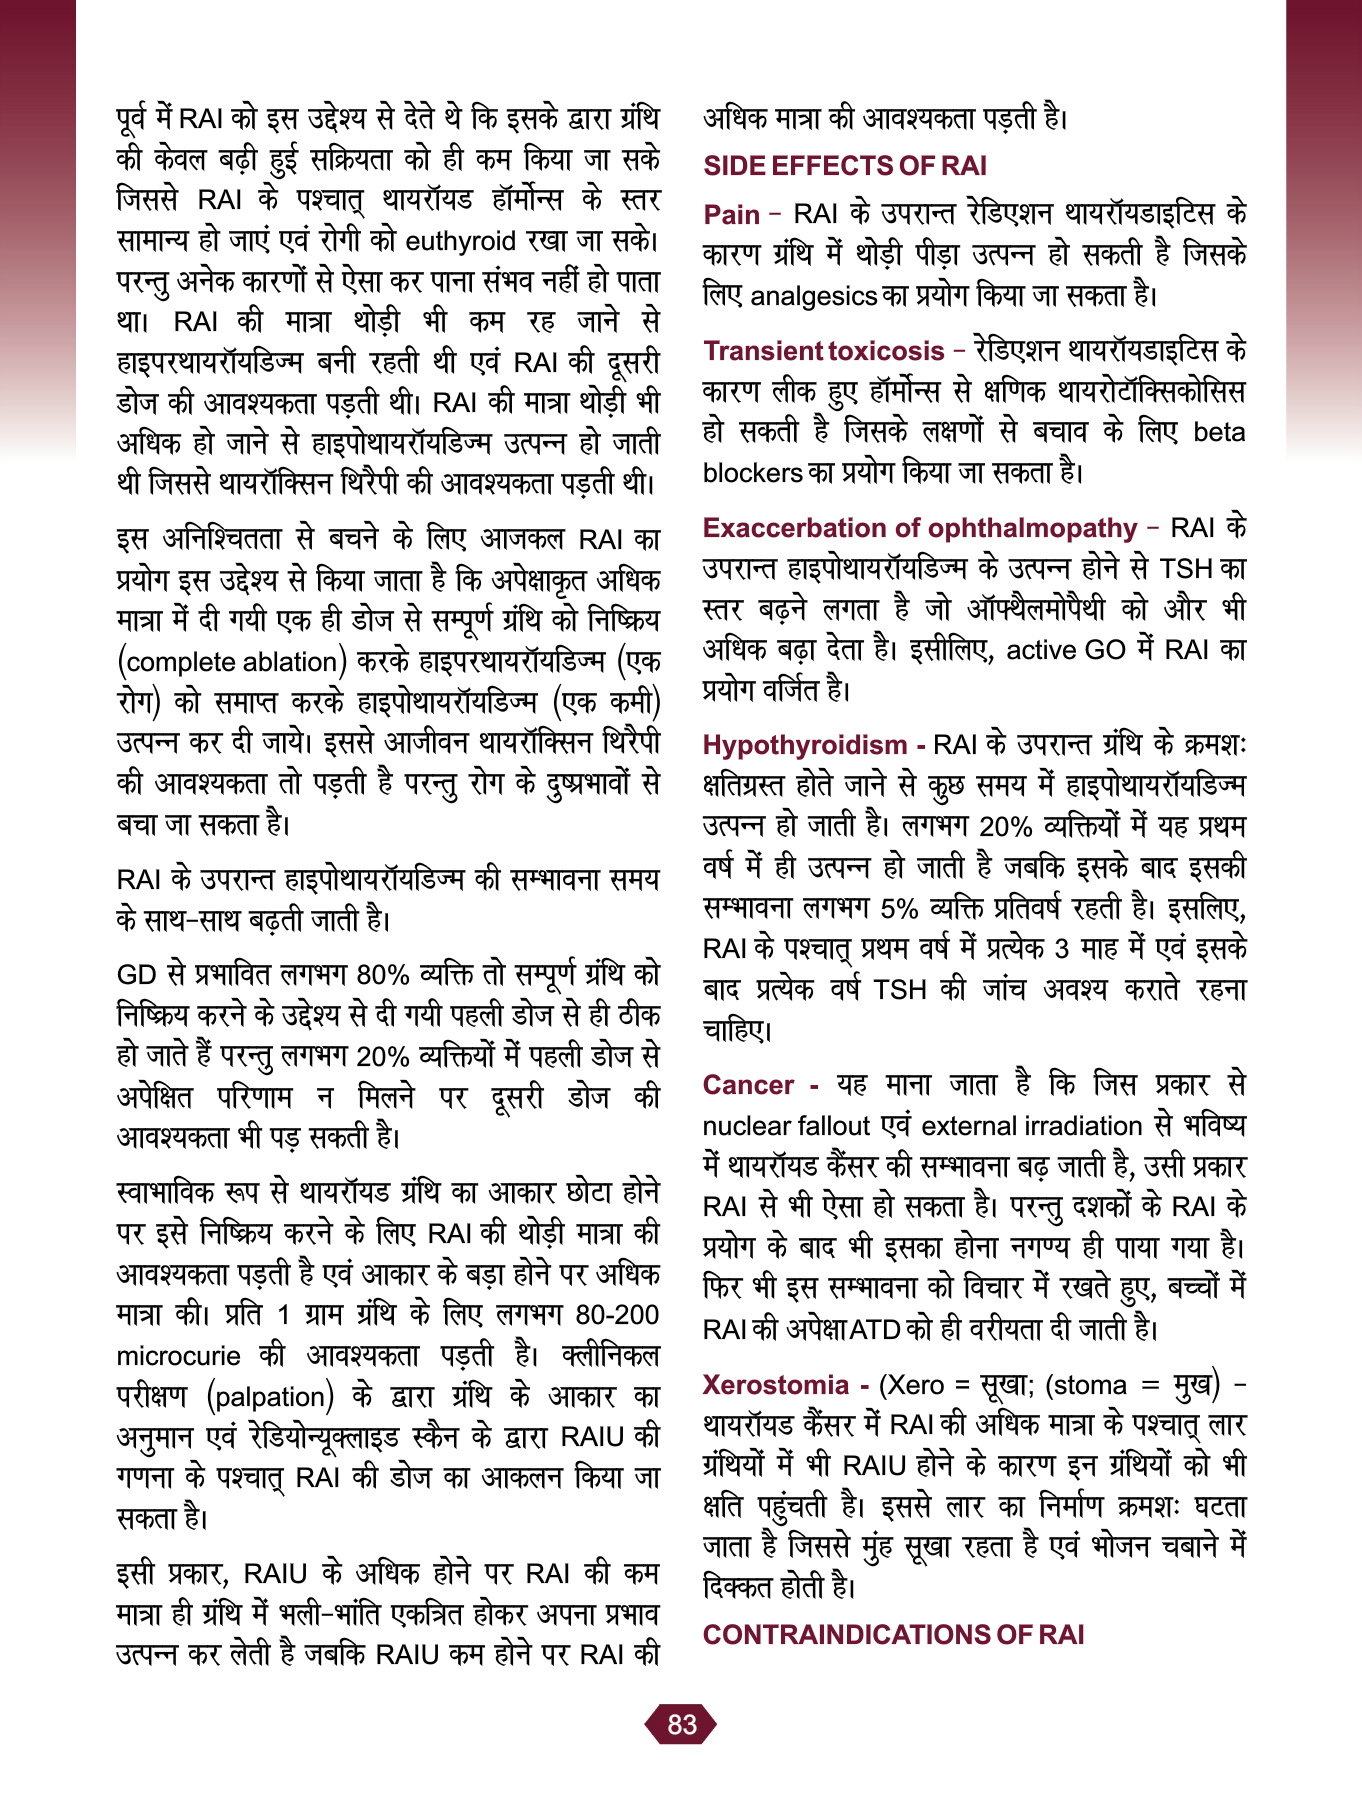 पूर्व में RAI को इस उद्देश्य से देते थे कि इसके द्वारा ग्रंथि
की केवल बढ़ी हुई सक्रियता को ही कम किया जा सके
जिससे RAI के पश्चात् थायरॉयड हॉर्मोन्स के स्तर
सामान्य हो जाएं एवं रोगी को euthyroid रखा जा सके।
परन्तु अनेक कारणों से ऐसा कर पाना संभव नहीं हो पाता
था। RAI की मात्रा थोड़ी भी कम रह जाने से
हाइपरथायरॉयडिज्म बनी रहती थी एवं RAI की दूसरी
डोज की आवश्यकता पड़ती थी। RAI की मात्रा थोड़ी भी
अधिक हो जाने से हाइपोथायरॉयडिज्म उत्पन्न हो जाती
थी जिससे थायरॉक्सिन थिरैपी की आवश्यकता पड़ती थी।
इस अनिश्चितता से बचने के लिए आजकल RAI का
प्रयोग इस उद्देश्य से किया जाता है कि अपेक्षाकृत अधिक
मात्रा में दी गयी एक ही डोज से सम्पूर्ण ग्रंथि को निष्क्रिय
(complete ablation) करके हाइपरथायरॉयडिज्म (एक
रोग) को समाप्त करके हाइपोथायरॉयडिज्म (एक कमी)
उत्पन्न कर दी जाये। इससे आजीवन थायरॉक्सिन थिरैपी
की आवश्यकता तो पड़ती है परन्तु रोग के दुष्प्रभावों से
बचा जा सकता है।
RAI के उपरान्त हाइपोथायरॉयडिज्म की सम्भावना समय
के साथ-साथ बढ़ती जाती है।
GD से प्रभावित लगभग 80% व्यक्ति तो सम्पूर्ण ग्रंथि को
निष्क्रिय करने के उद्देश्य से दी गयी पहली डोज से ही ठीक
हो जाते हैं परन्तु लगभग 20% व्यक्तियों में पहली डोज से
अपेक्षित परिणाम न मिलने पर दूसरी डोज की
आवश्यकता भी पड़ सकती है।
स्वाभाविक रूप से थायरॉयड ग्रंथि का आकार छोटा होने
पर इसे निष्क्रिय करने के लिए RAI की थोड़ी मात्रा की
आवश्यकता पड़ती है एवं आकार के बड़ा होने पर अधिक
मात्रा की। प्रति 1 ग्राम ग्रंथि के लिए लगभग 80-200
microcurie की आवश्यकता पड़ती है। क्लीनिकल
परीक्षण (palpation) के द्वारा ग्रंथि के आकार का
अनुमान एवं रेडियोन्यूक्लाइड स्कैन के द्वारा RAIU की
गणना के पश्चात् RAI की डोज का आकलन किया जा
सकता है।
इसी प्रकार, RAIU के अधिक होने पर RAI की कम
मात्रा ही ग्रंथि में भली-भांति एकत्रित होकर अपना प्रभाव
उत्पन्न कर लेती है जबकि RAIU कम होने पर RAI की
अधिक मात्रा की आवश्यकता पड़ती है।
SIDE EFFECTS OF RAI
Pain – RAI के उपरान्त रेडिएशन थायरॉयडाइटिस के
कारण ग्रंथि में थोड़ी पीड़ा उत्पन्न हो सकती है जिसके
लिए analgesics का प्रयोग किया जा सकता है।
Transient toxicosis – रेडिएशन थायरॉयडाइटिस के
कारण लीक हुए हॉर्मोन्स से क्षणिक थायरोटॉक्सिकोसिस
हो सकती है जिसके लक्षणों से बचाव के लिए beta
blockers का प्रयोग किया जा सकता है।
Exaccerbation of ophthalmopathy – RAI के
उपरान्त हाइपोथायरॉयडिज्म के उत्पन्न होने से TSH का
स्तर बढ़ने लगता है जो ऑफ्थैलमोपैथी को और भी
अधिक बढ़ा देता है। इसीलिए, active GO में RAI का
प्रयोग वर्जित है।
Hypothyroidism - RAI के उपरान्त ग्रंथि के क्रमशः
क्षतिग्रस्त होते जाने से कुछ समय में हाइपोथायरॉयडिज्म
उत्पन्न हो जाती है। लगभग 20% व्यक्तियों में यह प्रथम
वर्ष में ही उत्पन्न हो जाती है जबकि इसके बाद इसकी
सम्भावना लगभग 5% व्यक्ति प्रतिवर्ष रहती है। इसलिए,
RAI के पश्चात् प्रथम वर्ष में प्रत्येक 3 माह में एवं इसके
बाद प्रत्येक वर्ष TSH की जांच अवश्य कराते रहना
चाहिए।
Cancer - यह माना जाता है कि जिस प्रकार से
nuclear fallout एवं external irradiation से भविष्य
में थायरॉयड कैंसर की सम्भावना बढ़ जाती है, उसी प्रकार
RAI से भी ऐसा हो सकता है। परन्तु दशकों के RAI के
प्रयोग के बाद भी इसका होना नगण्य ही पाया गया है।
फिर भी इस सम्भावना को विचार में रखते हुए, बच्चों में
RAI की अपेक्षा ATD को ही वरीयता दी जाती है।
Xerostomia - (Xero = सूखा; (stoma = मुख) –
थायरॉयड कैंसर में RAI की अधिक मात्रा के पश्चात् लार
ग्रंथियों में भी RAIU होने के कारण इन ग्रंथियों को भी
क्षति पहुंचती है। इससे लार का निर्माण क्रमशः घटता
जाता है जिससे मुंह सूखा रहता है एवं भोजन चबाने में
दिक्कत होती है।
CONTRAINDICATIONS OF RAI
83